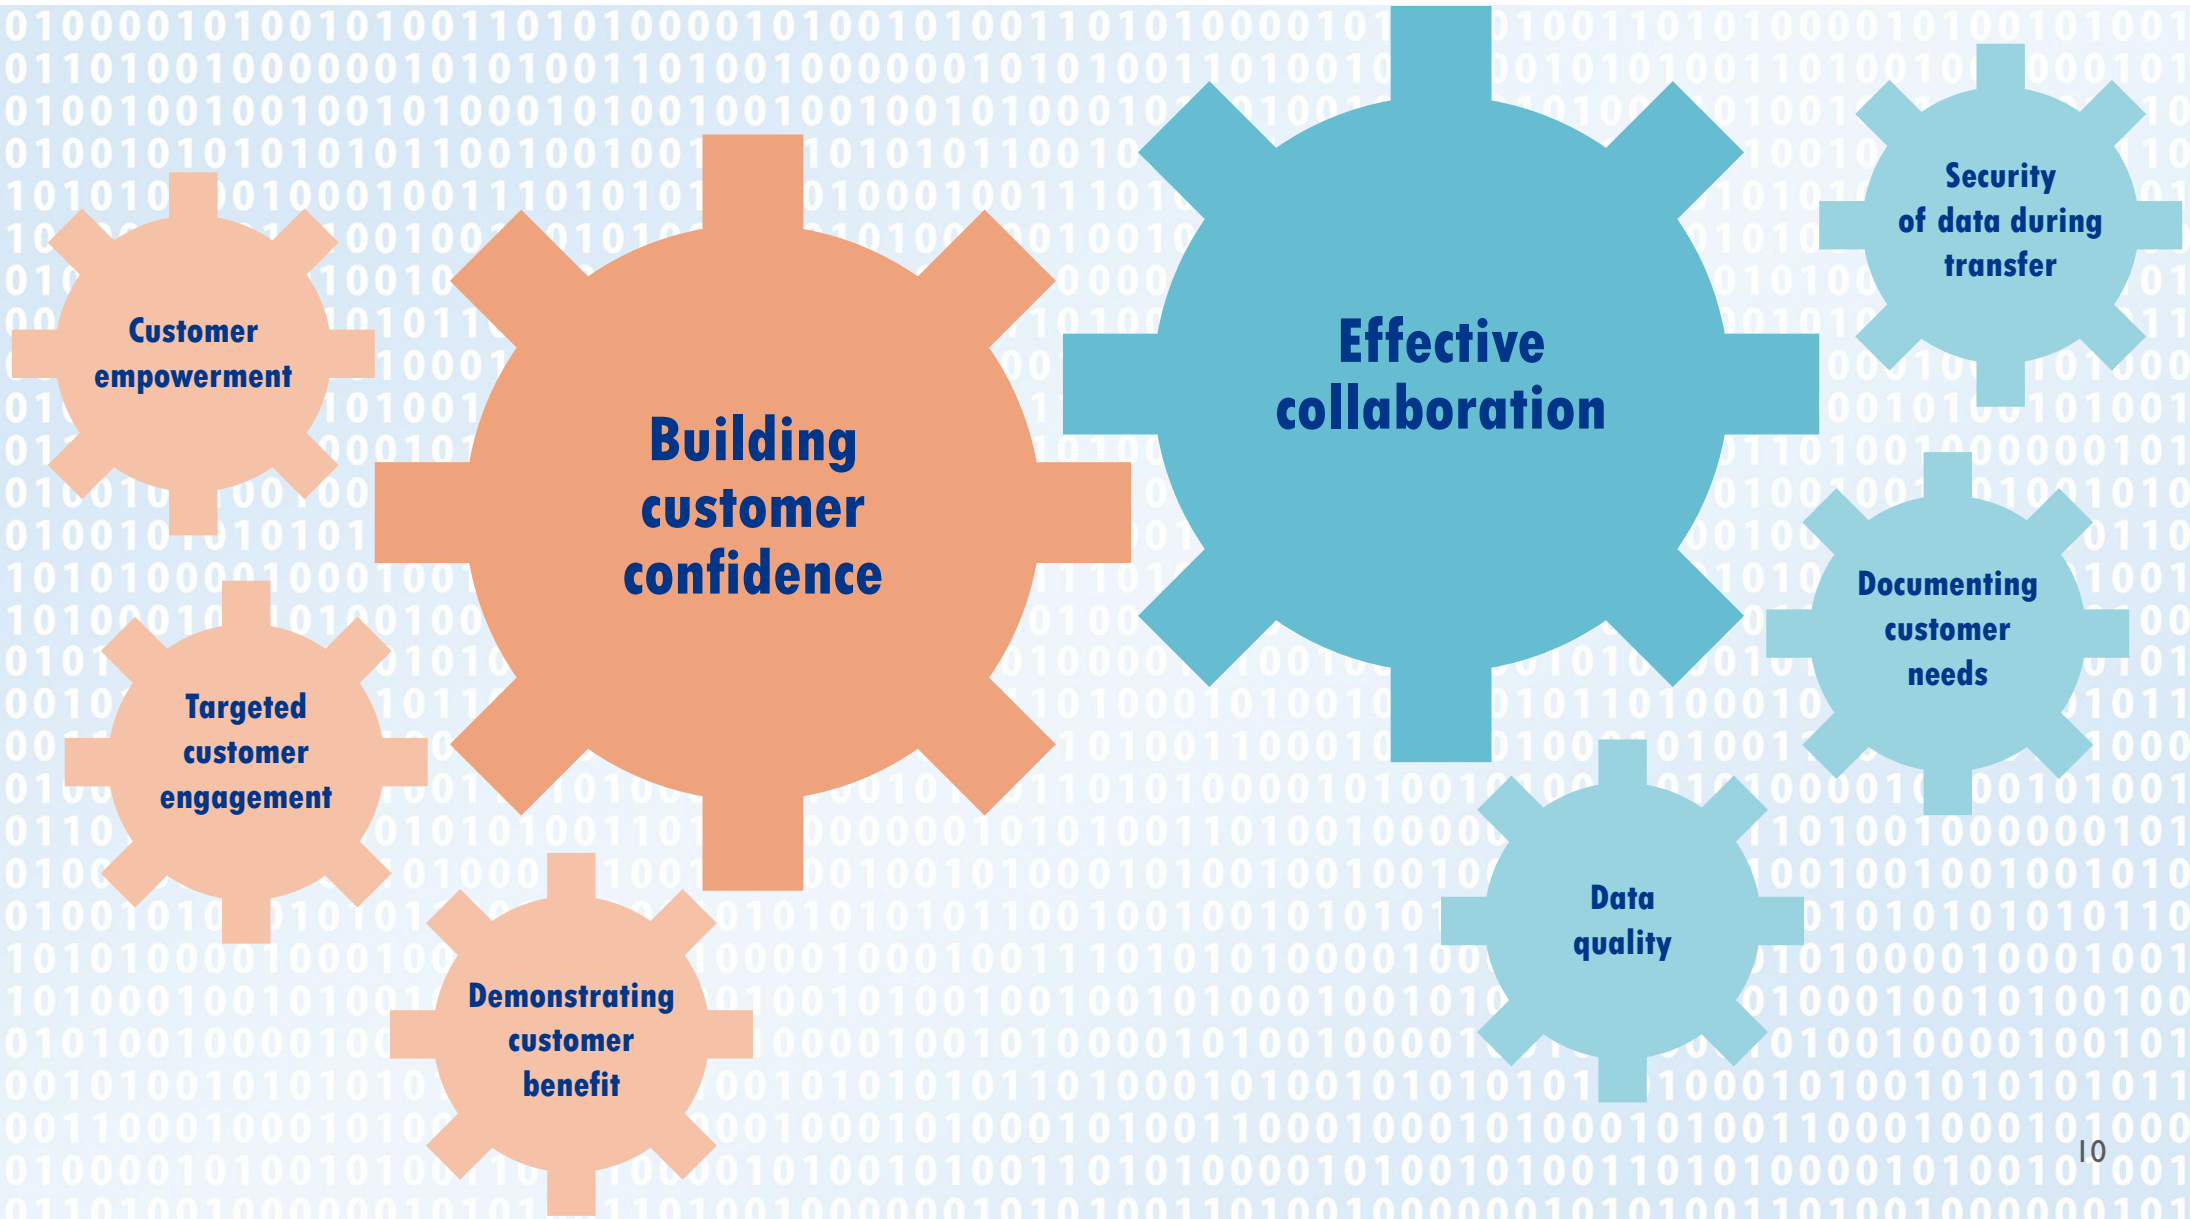 Customer
empowerment
Targeted
customer
engagement
Demonstrating
customer
benefit
Building
customer
confidence
Effective
collaboration
Security
of data during
transfer
Documenting
customer
needs
Data
quality
10